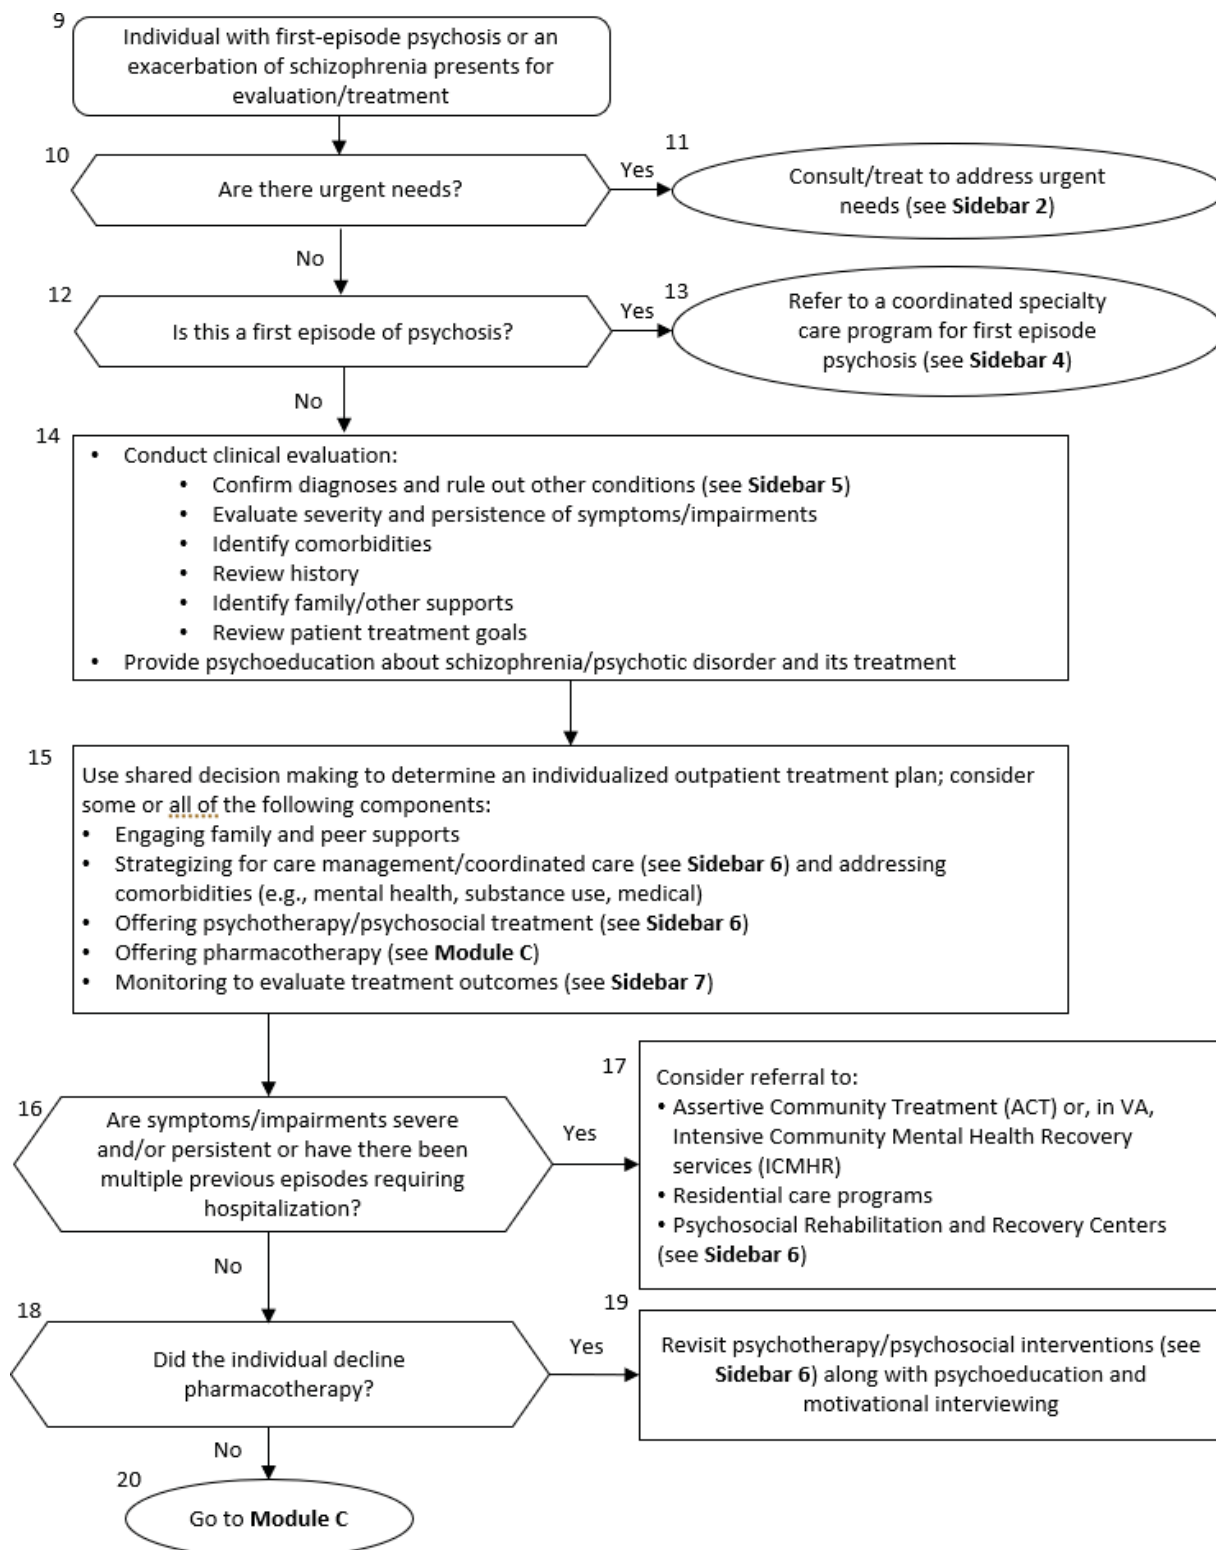 9
Individual with first-episode psychosis or an
exacerbation of schizophrenia presents for
evaluation/treatment
10
Are there urgent needs?
Yes
11
Consult/treat to address urgent
needs (see Sidebar 2)
No
12
Is this a first episode of psychosis?
Yes
13
Refer to a coordinated specialty
care program for first episode
psychosis (see Sidebar 4)
No
14
• Conduct clinical evaluation:
• Confirm diagnoses and rule out other conditions (see Sidebar 5)
• Evaluate severity and persistence of symptoms/impairments
• Identify comorbidities
• Review history
• Identify family/other supports
• Review patient treatment goals
• Provide psychoeducation about schizophrenia/psychotic disorder and its treatment
15
Use shared decision making to determine an individualized outpatient treatment plan; consider
some or all of the following components:
• Engaging family and peer supports
• Strategizing for care management/coordinated care (see Sidebar 6) and addressing
comorbidities (e.g., mental health, substance use, medical)
• Offering psychotherapy/psychosocial treatment (see Sidebar 6)
• Offering pharmacotherapy (see Module C)
• Monitoring to evaluate treatment outcomes (see Sidebar 7)
16
Are symptoms/impairments severe
and/or persistent or have there been
multiple previous episodes requiring
hospitalization?
Yes
17
Consider referral to:
• Assertive Community Treatment (ACT) or, in VA,
Intensive Community Mental Health Recovery
services (ICMHR)
• Residential care programs
• Psychosocial Rehabilitation and Recovery Centers
(see Sidebar 6)
No
18
Did the individual decline
pharmacotherapy?
Yes
19
Revisit psychotherapy/psychosocial interventions (see
Sidebar 6) along with psychoeducation and
motivational interviewing
No
20
Go to Module C